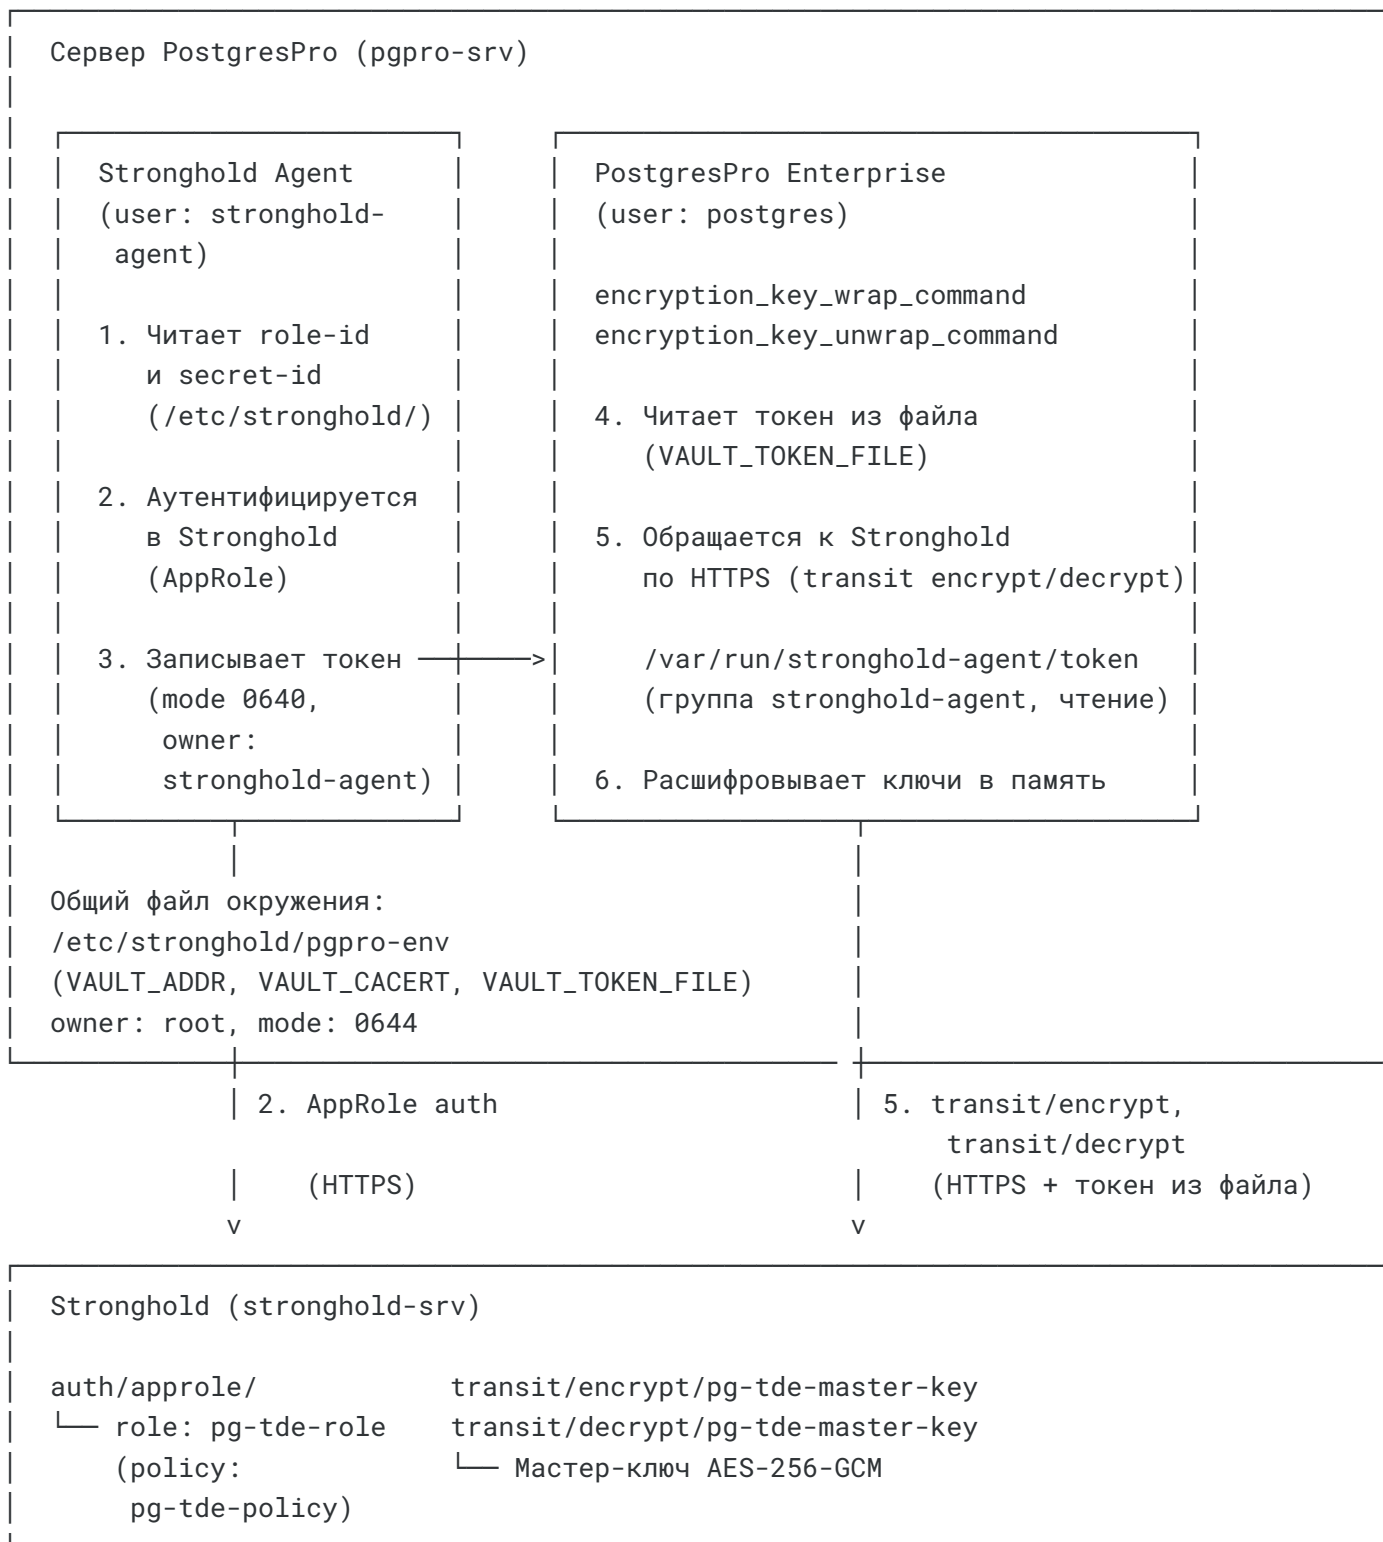 Сервер PostgresPro (pgpro-srv)
Stronghold Agent
(user: stronghold-
agent)
1. Читает role-id
и secret-id
(/etc/stronghold/)
2. Аутентифицируется
в Stronghold
(AppRole)
3. Записывает токен ──┼────>
(mode 0640,
owner:
stronghold-agent)
PostgresPro Enterprise
(user: postgres)
encryption_key_wrap_command
encryption_key_unwrap_command
4. Читает токен из файла
(VAULT_TOKEN_FILE)
5. Обращается к Stronghold
по HTTPS (transit encrypt/decrypt)
/var/run/stronghold-agent/token
(группа stronghold-agent, чтение)
6. Расшифровывает ключи в память
Общий файл окружения:
/etc/stronghold/pgpro-env
(VAULT_ADDR, VAULT_CACERT, VAULT_TOKEN_FILE)
owner: root, mode: 0644
2. AppRole auth
(HTTPS)
v
5. transit/encrypt,
transit/decrypt
(HTTPS + токен из файла)
v
Stronghold (stronghold-srv)
auth/approle/
└── role: pg-tde-role
(policy:
pg-tde-policy)
transit/encrypt/pg-tde-master-key
transit/decrypt/pg-tde-master-key
└── Мастер-ключ AES-256-GCM